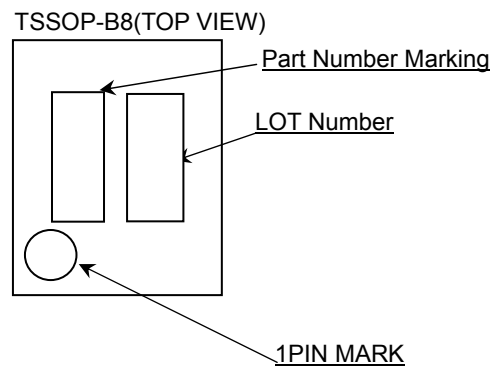 TSSOP-B8(TOP VIEW)
Part Number Marking
LOT Number
1PIN MARK